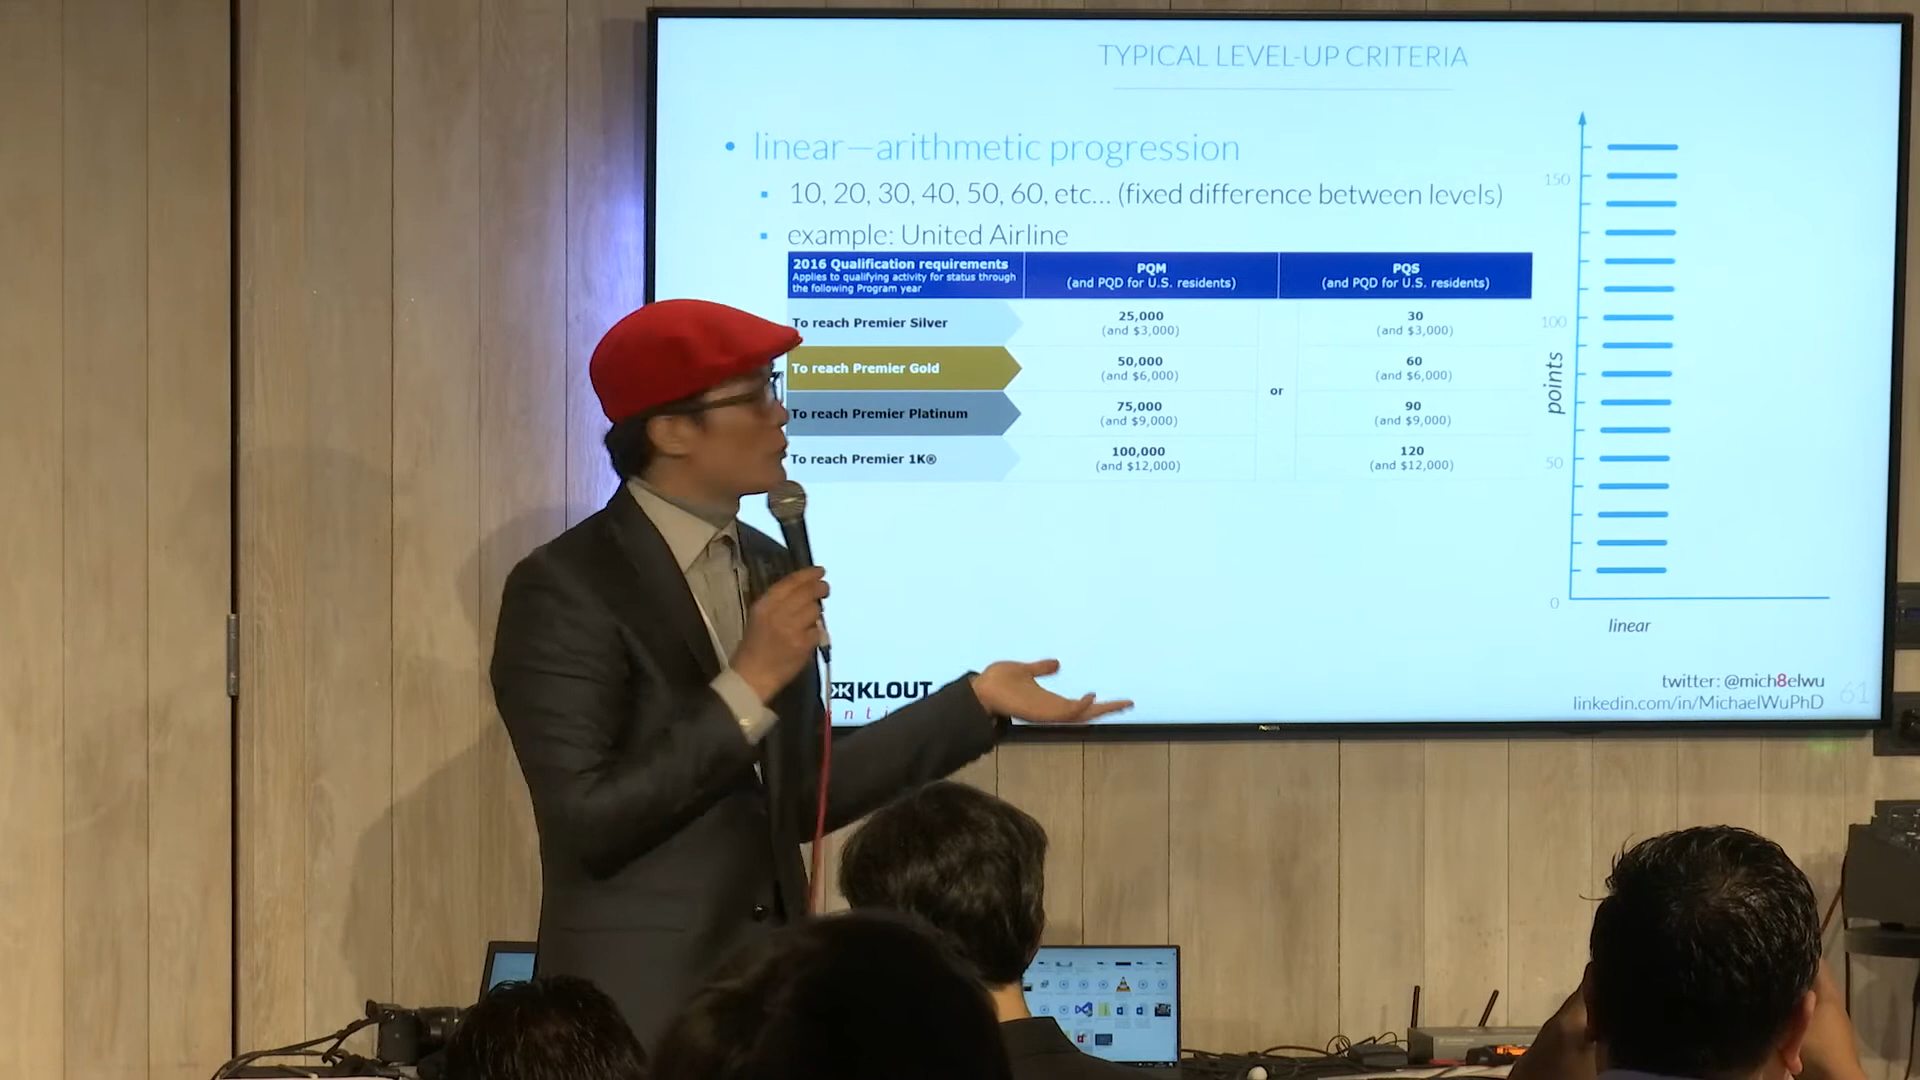 TYPICAL LEVEL-UP CRITERIA
• linear—arithmetic progression
▪ 10, 20, 30, 40, 50, 60, etc... (fixed difference between levels)
▪ example: United Airline
2016 Qualification requirements
Applies to qualifying activity for status through
the following Program year
PQM
(and PQD for U.S. residents)
PQS
(and PQD for U.S. residents)
To reach Premier Silver
25,000
(and $3,000)
30
(and $3,000)
To reach Premier Gold
50,000
(and $6,000)
60
(and $6,000)
or
To reach Premier Platinum
75,000
(and $9,000)
90
(and $9,000)
To reach Premier 1K®
100,000
(and $12,000)
120
(and $12,000)
150
100
points
50
0
linear
KLOUT
twitter: @mich8elwu
linkedin.com/in/MichaelWuPhD
61